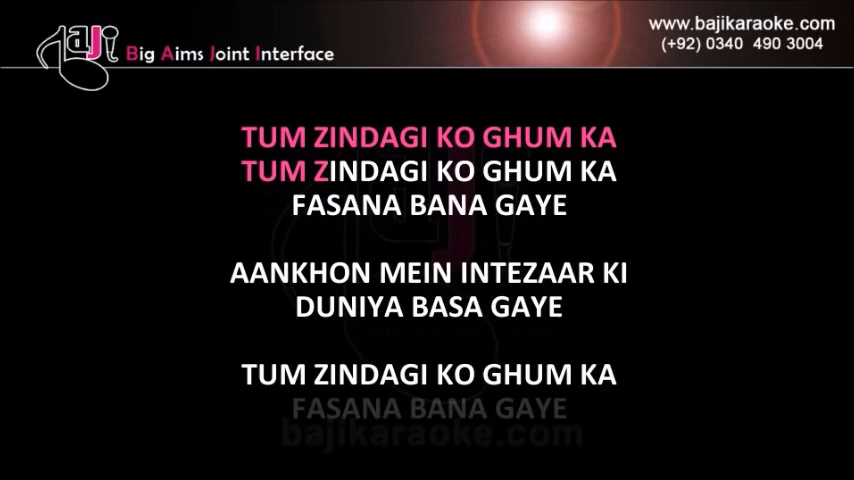 www.bajikaraoke.com
(+92) 0340 490 3004
Baji Big Aims Joint Interface
TUM ZINDAGI KO GHUM KA
TUM ZINDAGI KO GHUM KA
FASANA BANA GAYE
AANKHON MEIN INTEZAAR KI
DUNIYA BASA GAYE
TUM ZINDAGI KO GHUM KA
FASANA BANA GAYE
bajikaraoke.com